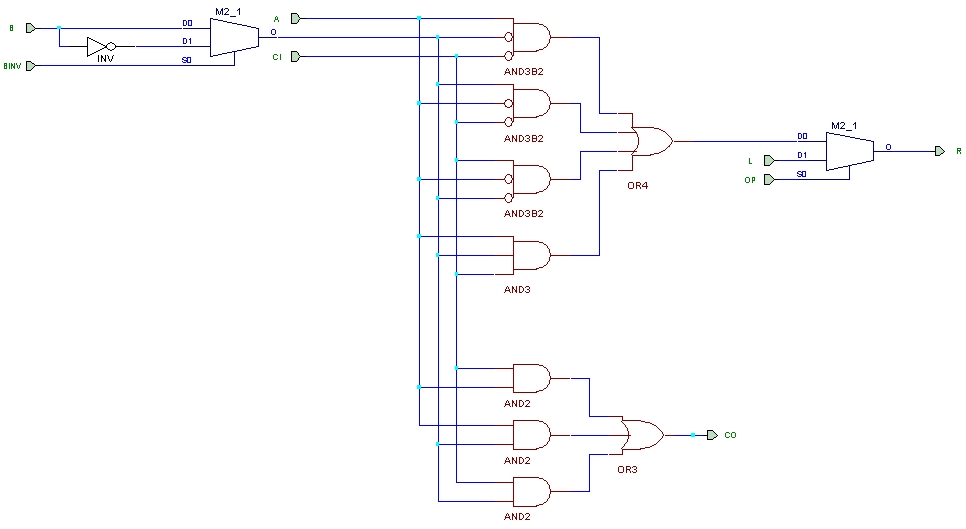 M2_1
A
B
D0
O
D1
CI
INV
BINV
S0
AND3B2
AND3B2
M2_1
D0
L
D1
O
R
OP
S0
OR4
AND3B2
AND3
AND2
CO
AND2
OR3
AND2